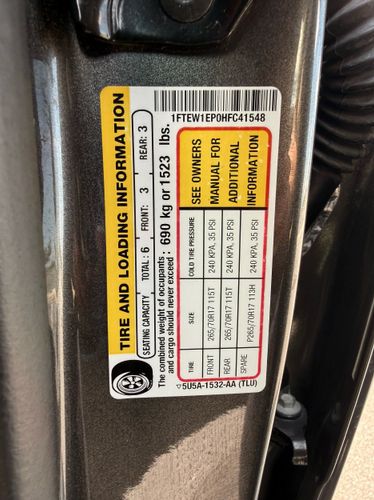 1FTEW1EP0HFC41548
TIRE AND LOADING INFORMATION
SEATING CAPACITY TOTAL : 6 FRONT: 3 REAR: 3
The combined weight of occupants : 690 kg or 1523 lbs.
and cargo should never exceed :
TIRE SIZE COLD TIRE PRESSURE
FRONT 265/70R17 115T 240 KPA, 35 PSI
REAR 265/70R17 115T 240 KPA, 35 PSI
SPARE P265/70R17 113H 240 KPA, 35 PSI
SEE OWNERS
MANUAL FOR
ADDITIONAL
INFORMATION
▽5U5A-1532-AA (TLU)